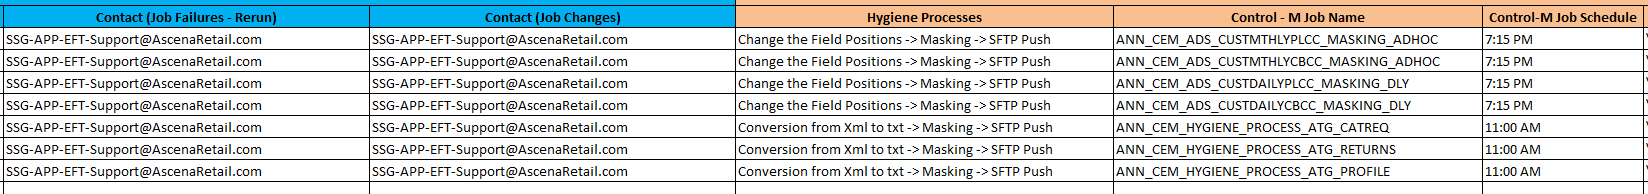 Contact (Job Failures - Rerun) Contact (Job Changes) Hygiene Processes Control - M Job Name Control-M Job Schedule
SSG-APP-EFT-Support@AscenaRetail.com SSG-APP-EFT-Support@AscenaRetail.com Change the Field Positions -> Masking -> SFTP Push ANN_CEM_ADS_CUSTMTHLYPLCC_MASKING_ADHOC 7:15 PM
SSG-APP-EFT-Support@AscenaRetail.com SSG-APP-EFT-Support@AscenaRetail.com Change the Field Positions -> Masking -> SFTP Push ANN_CEM_ADS_CUSTMTHLYCBCC_MASKING_ADHOC 7:15 PM
SSG-APP-EFT-Support@AscenaRetail.com SSG-APP-EFT-Support@AscenaRetail.com Change the Field Positions -> Masking -> SFTP Push ANN_CEM_ADS_CUSTDAILYPLCC_MASKING_DLY 7:15 PM
SSG-APP-EFT-Support@AscenaRetail.com SSG-APP-EFT-Support@AscenaRetail.com Change the Field Positions -> Masking -> SFTP Push ANN_CEM_ADS_CUSTDAILYCBCC_MASKING_DLY 7:15 PM
SSG-APP-EFT-Support@AscenaRetail.com SSG-APP-EFT-Support@AscenaRetail.com Conversion from Xml to txt -> Masking -> SFTP Push ANN_CEM_HYGIENE_PROCESS_ATG_CATREQ 11:00 AM
SSG-APP-EFT-Support@AscenaRetail.com SSG-APP-EFT-Support@AscenaRetail.com Conversion from Xml to txt -> Masking -> SFTP Push ANN_CEM_HYGIENE_PROCESS_ATG_RETURNS 11:00 AM
SSG-APP-EFT-Support@AscenaRetail.com SSG-APP-EFT-Support@AscenaRetail.com Conversion from Xml to txt -> Masking -> SFTP Push ANN_CEM_HYGIENE_PROCESS_ATG_PROFILE 11:00 AM